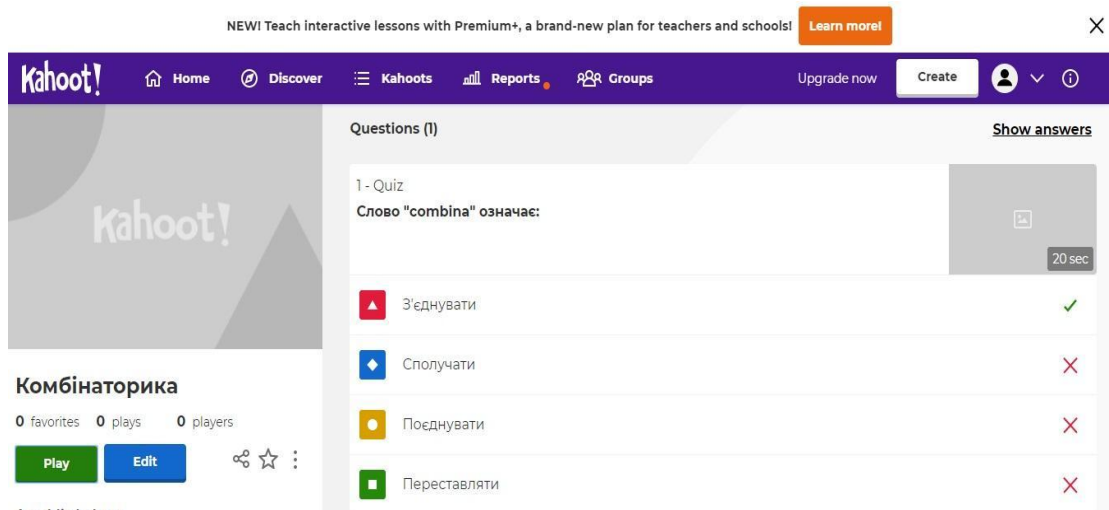 NEW! Teach interactive lessons with Premium+, a brand-new plan for teachers and schools! Learn more!
Kahoot! Home Discover Kahoots Reports Groups Upgrade now Create
Kahoot!
Комбінаторика
0 favorites 0 plays 0 players
Play Edit
Questions (1) Show answers
1 - Quiz
Слово "combina" означає:
20 sec
З'єднувати
Сполучати
Поєднувати
Переставляти